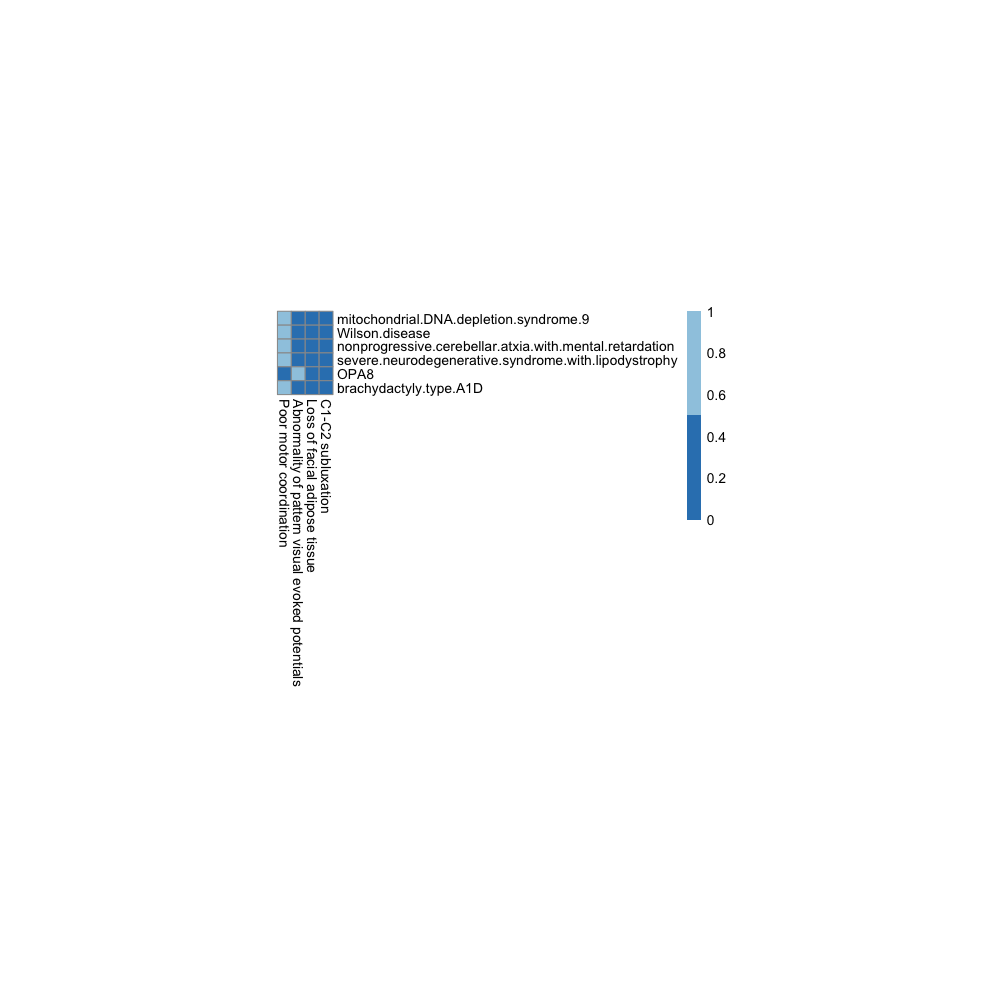 mitochondrial.DNA.depletion.syndrome.9
Wilson.disease
nonprogressive.cerebellar.atxia.with.mental.retardation
severe.neurodegenerative.syndrome.with.lipodystrophy
OPA8
brachydactyly.type.A1D
Poor motor coordination
Abnormality of pattern visual evoked potentials
Loss of facial adipose tissue
C1-C2 subluxation
1
0.8
0.6
0.4
0.2
0